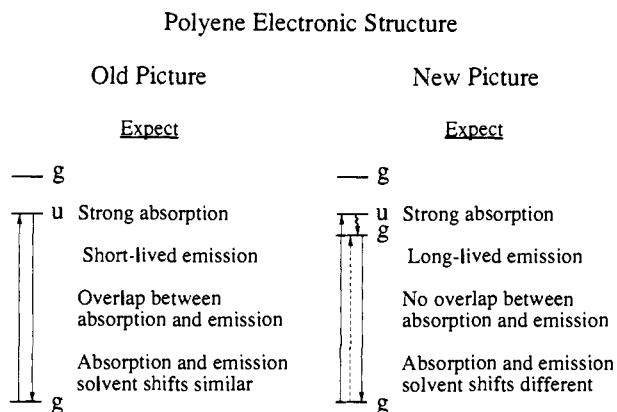 Polyene Electronic Structure
Old Picture
Expect
g
u Strong absorption
Short-lived emission
Overlap between
absorption and emission
Absorption and emission
solvent shifts similar
g
New Picture
Expect
g
u Strong absorption
g
Long-lived emission
No overlap between
absorption and emission
Absorption and emission
solvent shifts different
g